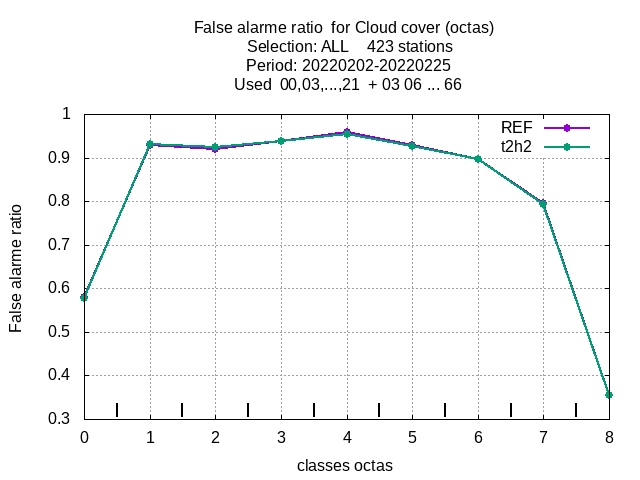 False alarme ratio  for Cloud cover (octas)
Selection: ALL    423 stations
Period: 20220202-20220225
Used  00,03,...,21  + 03 06 ... 66
REF
t2h2
False alarme ratio
1
0.9
0.8
0.7
0.6
0.5
0.4
0.3
0 1 2 3 4 5 6 7 8
classes octas